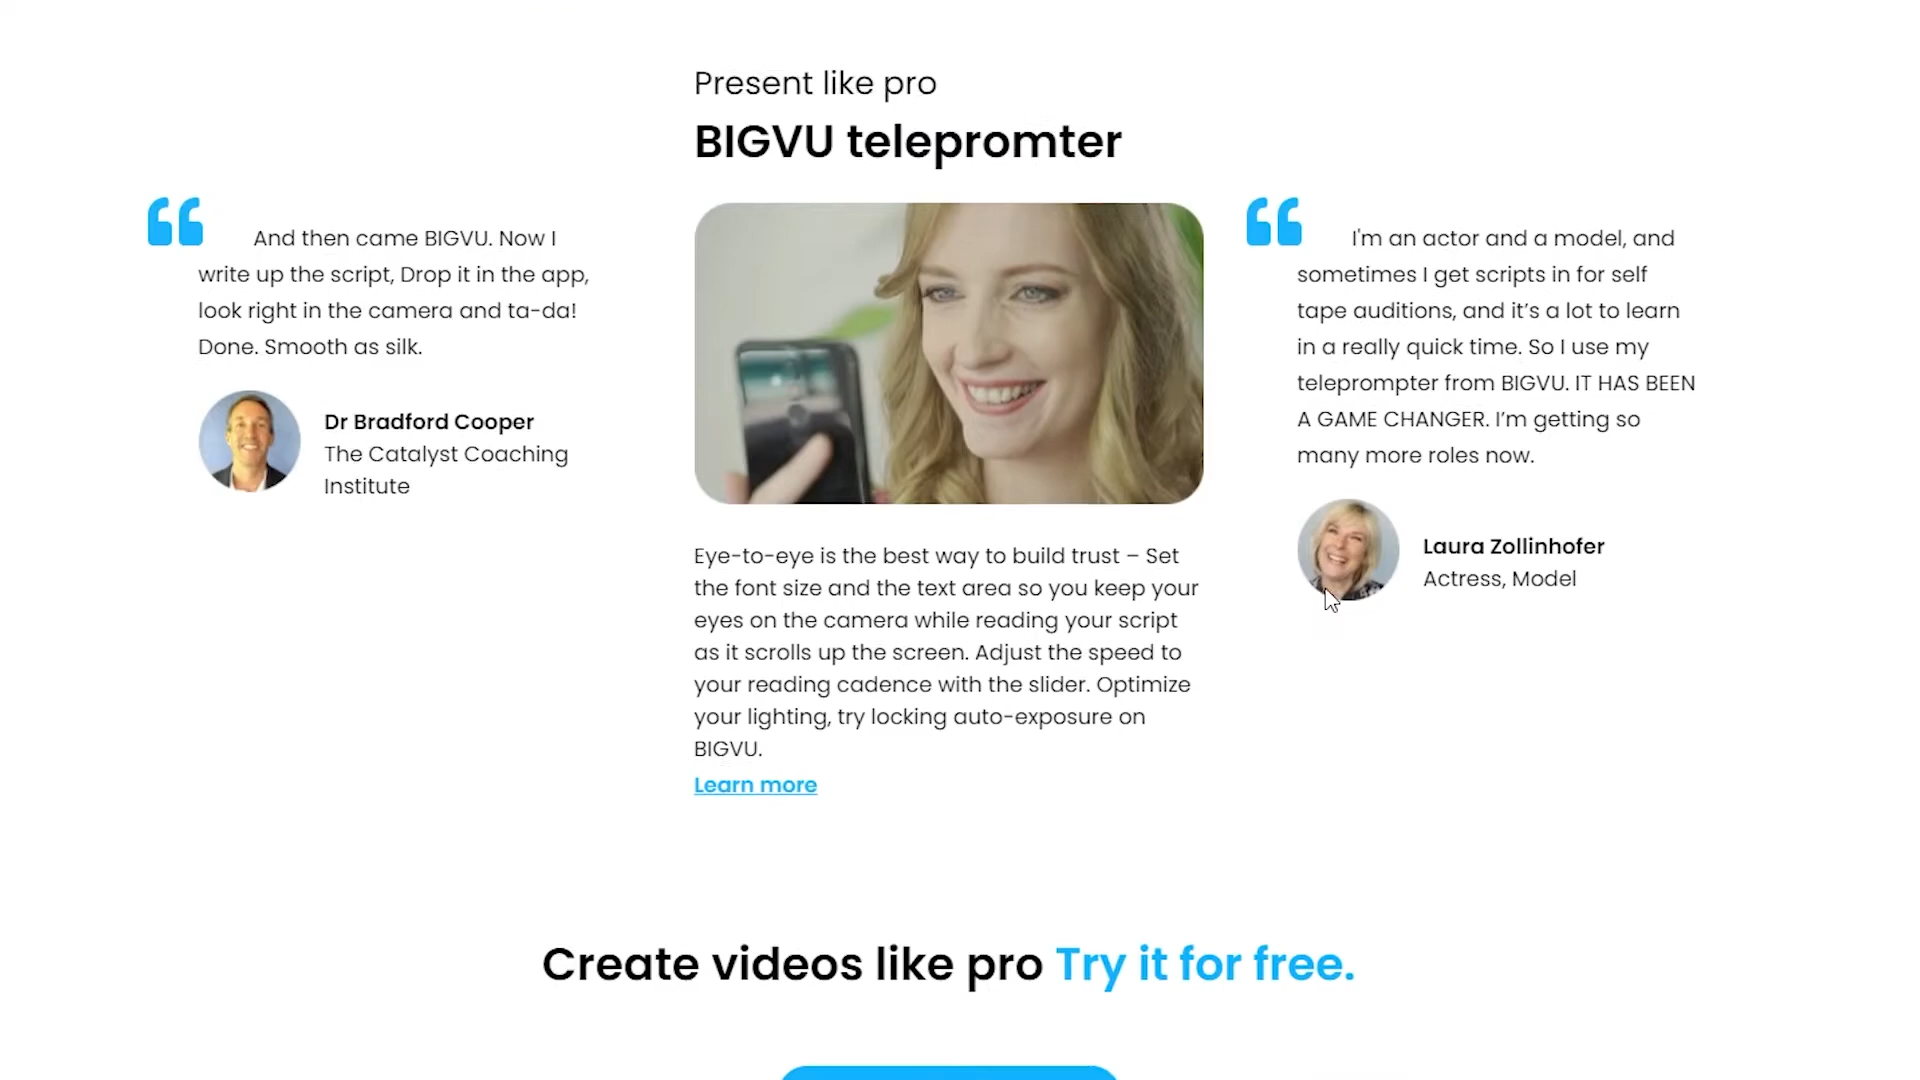 Present like pro
BIGVU telepromter
And then came BIGVU. Now I
write up the script, Drop it in the app,
look right in the camera and ta-da!
Done. Smooth as silk.
Dr Bradford Cooper
The Catalyst Coaching
Institute
Eye-to-eye is the best way to build trust – Set
the font size and the text area so you keep your
eyes on the camera while reading your script
as it scrolls up the screen. Adjust the speed to
your reading cadence with the slider. Optimize
your lighting, try locking auto-exposure on
BIGVU.
Learn more
I'm an actor and a model, and
sometimes I get scripts in for self
tape auditions, and it’s a lot to learn
in a really quick time. So I use my
teleprompter from BIGVU. IT HAS BEEN
A GAME CHANGER. I’m getting so
many more roles now.
Laura Zollinhofer
Actress, Model
Create videos like pro Try it for free.